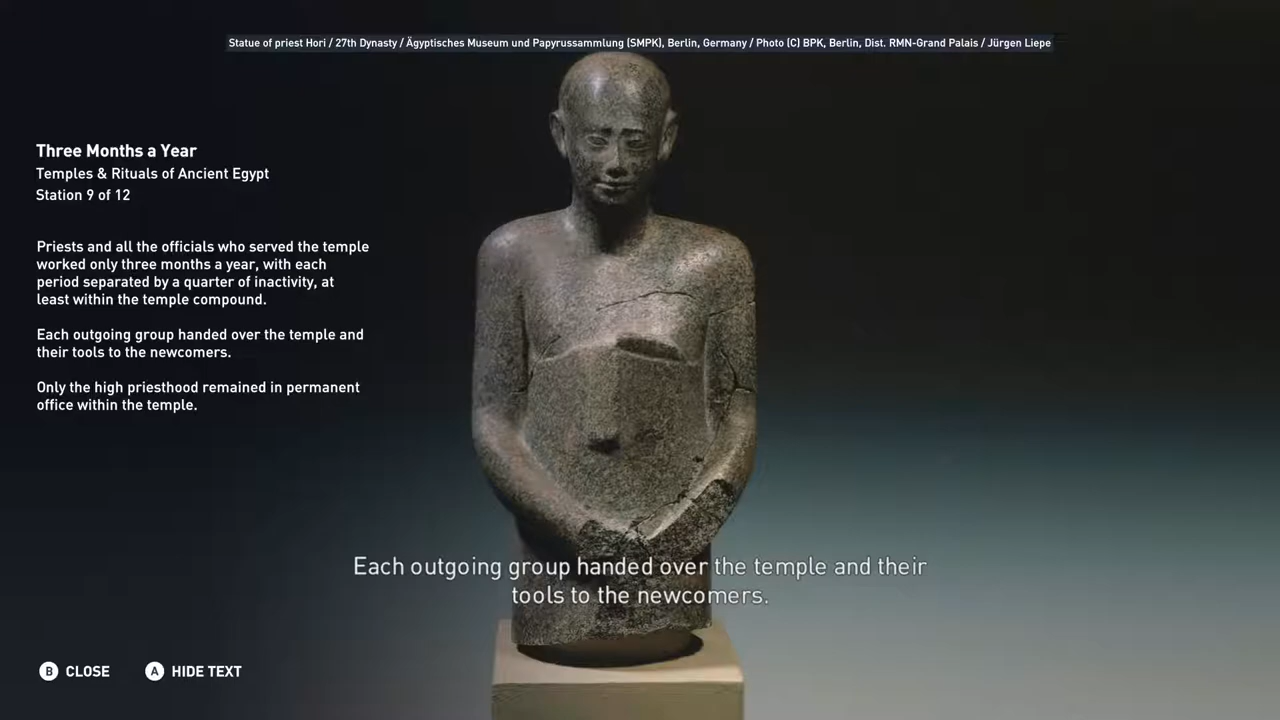 Statue of priest Hori / 27th Dynasty / Ägyptisches Museum und Papyrussammlung (SMPK), Berlin, Germany / Photo (C) BPK, Berlin, Dist. RMN-Grand Palais / Jürgen Liepe
Three Months a Year
Temples & Rituals of Ancient Egypt
Station 9 of 12
Priests and all the officials who served the temple
worked only three months a year, with each
period separated by a quarter of inactivity, at
least within the temple compound.
Each outgoing group handed over the temple and
their tools to the newcomers.
Only the high priesthood remained in permanent
office within the temple.
Each outgoing group handed over the temple and their
tools to the newcomers.
B CLOSE A HIDE TEXT